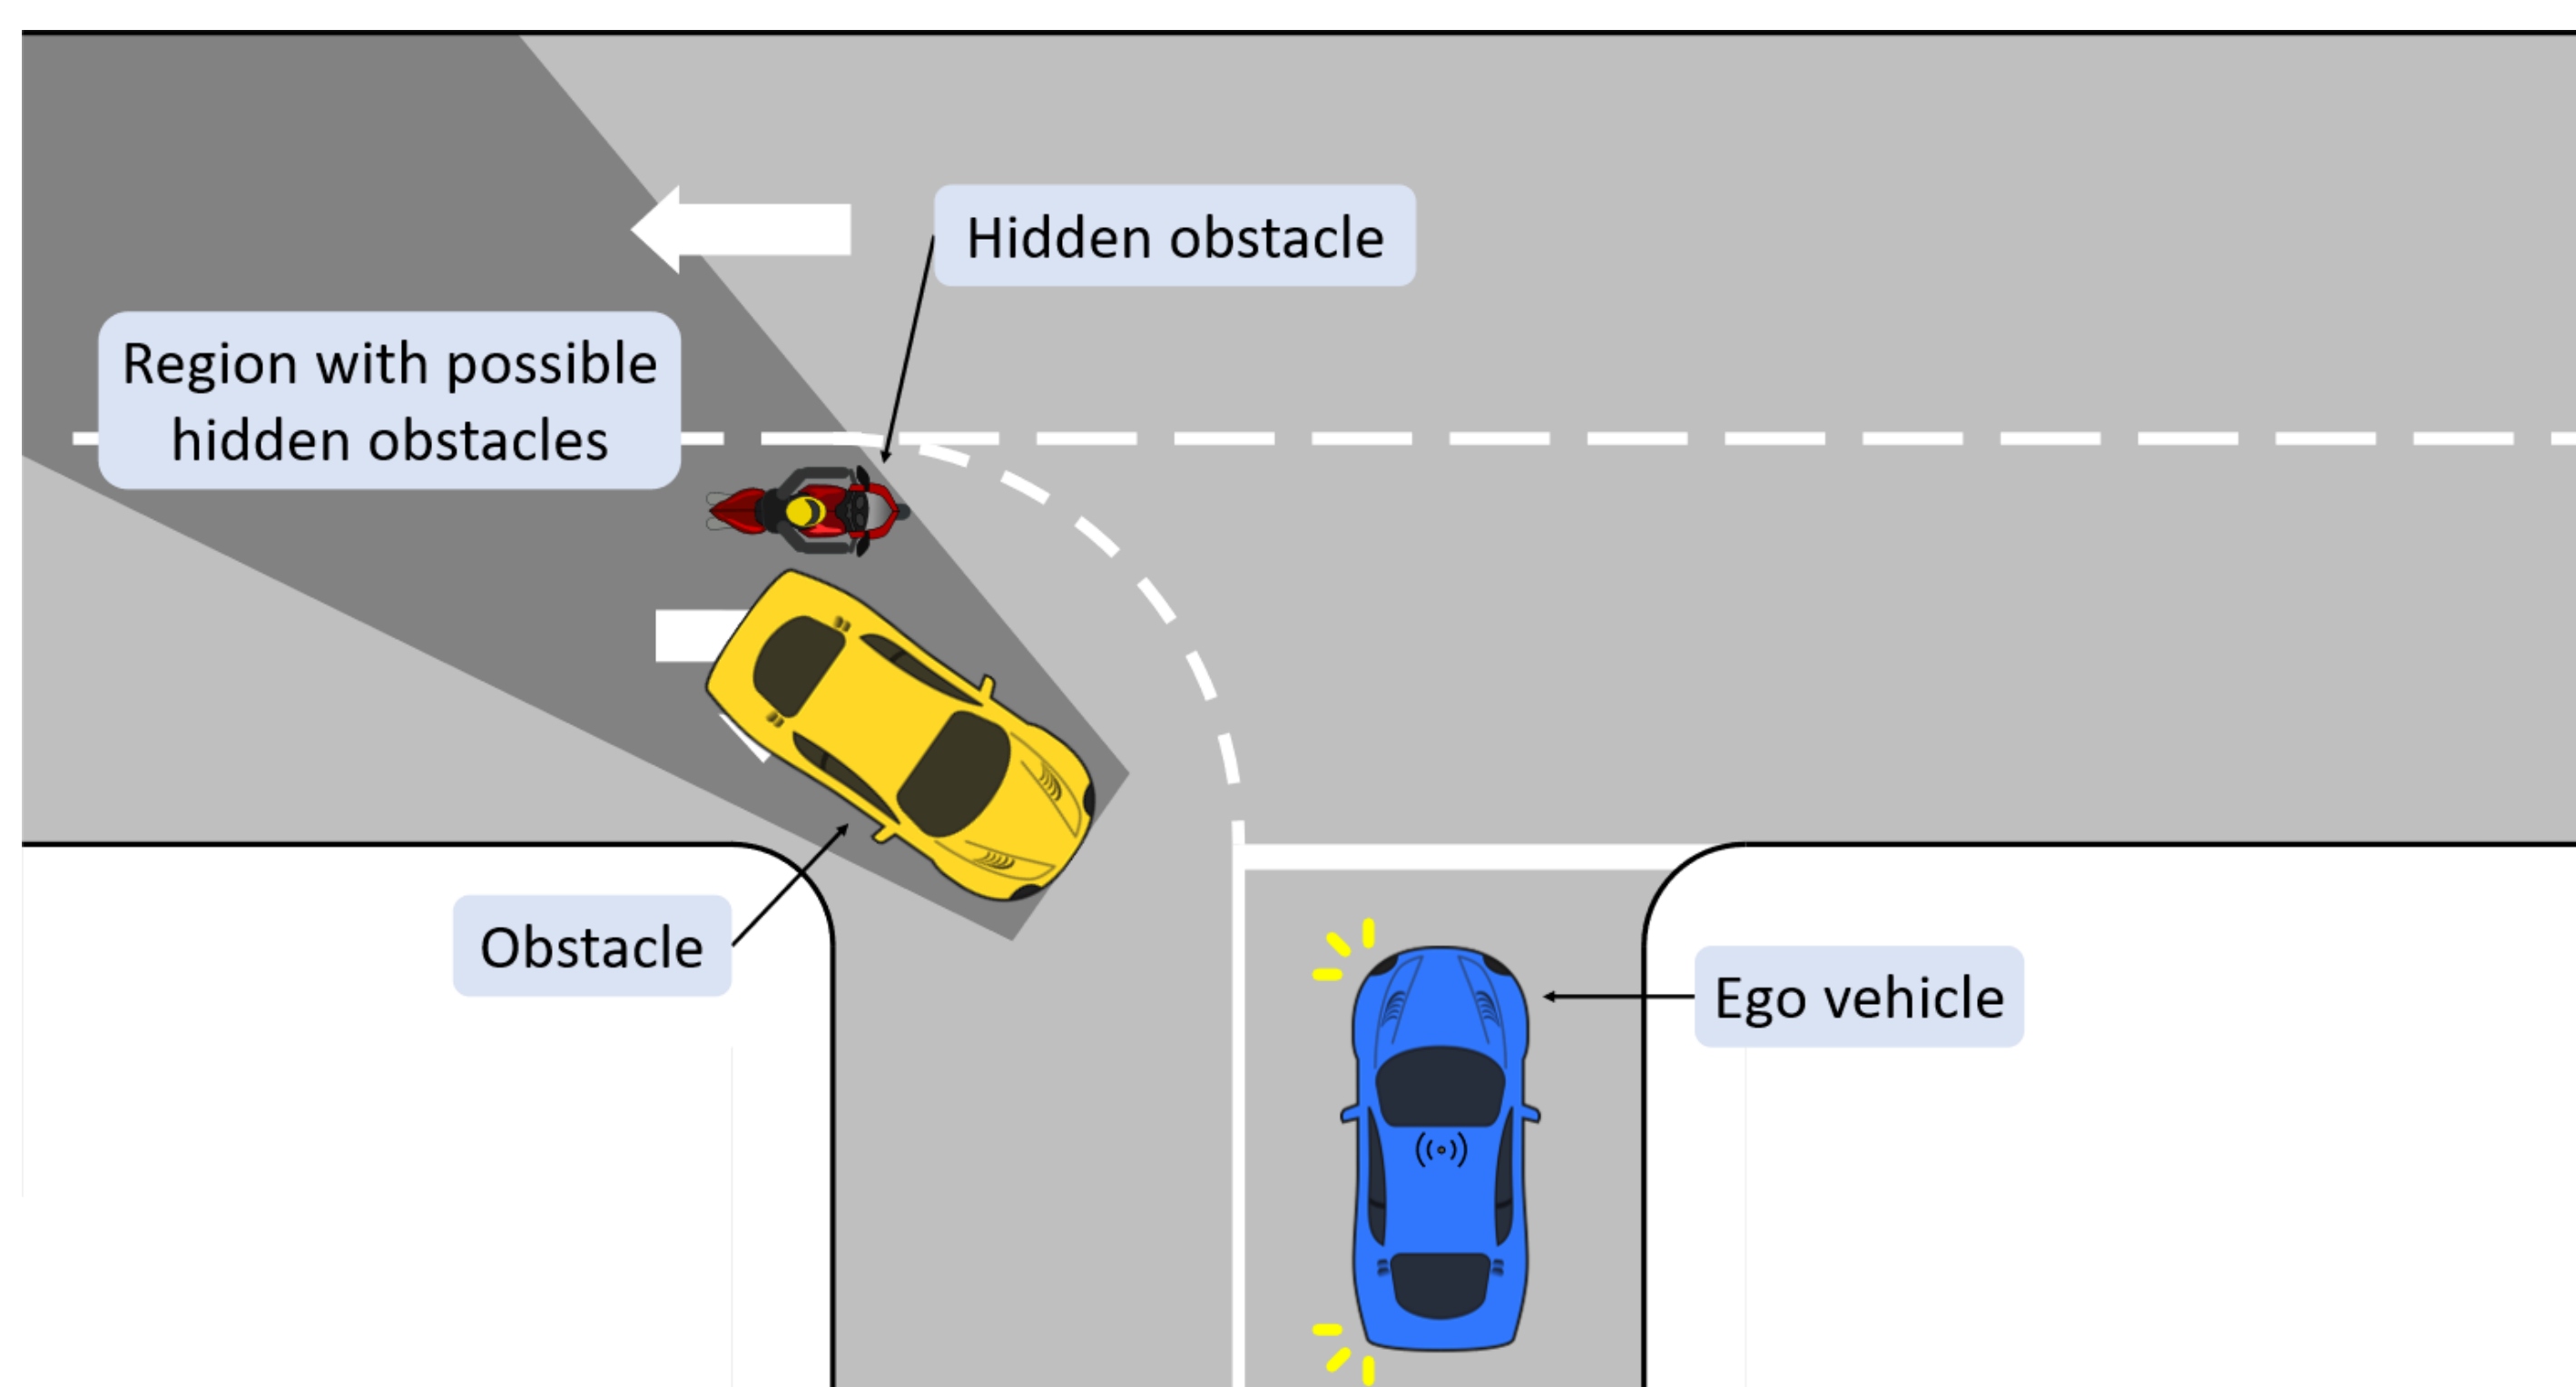 Hidden obstacle
Region with possible
hidden obstacles
Obstacle
Ego vehicle